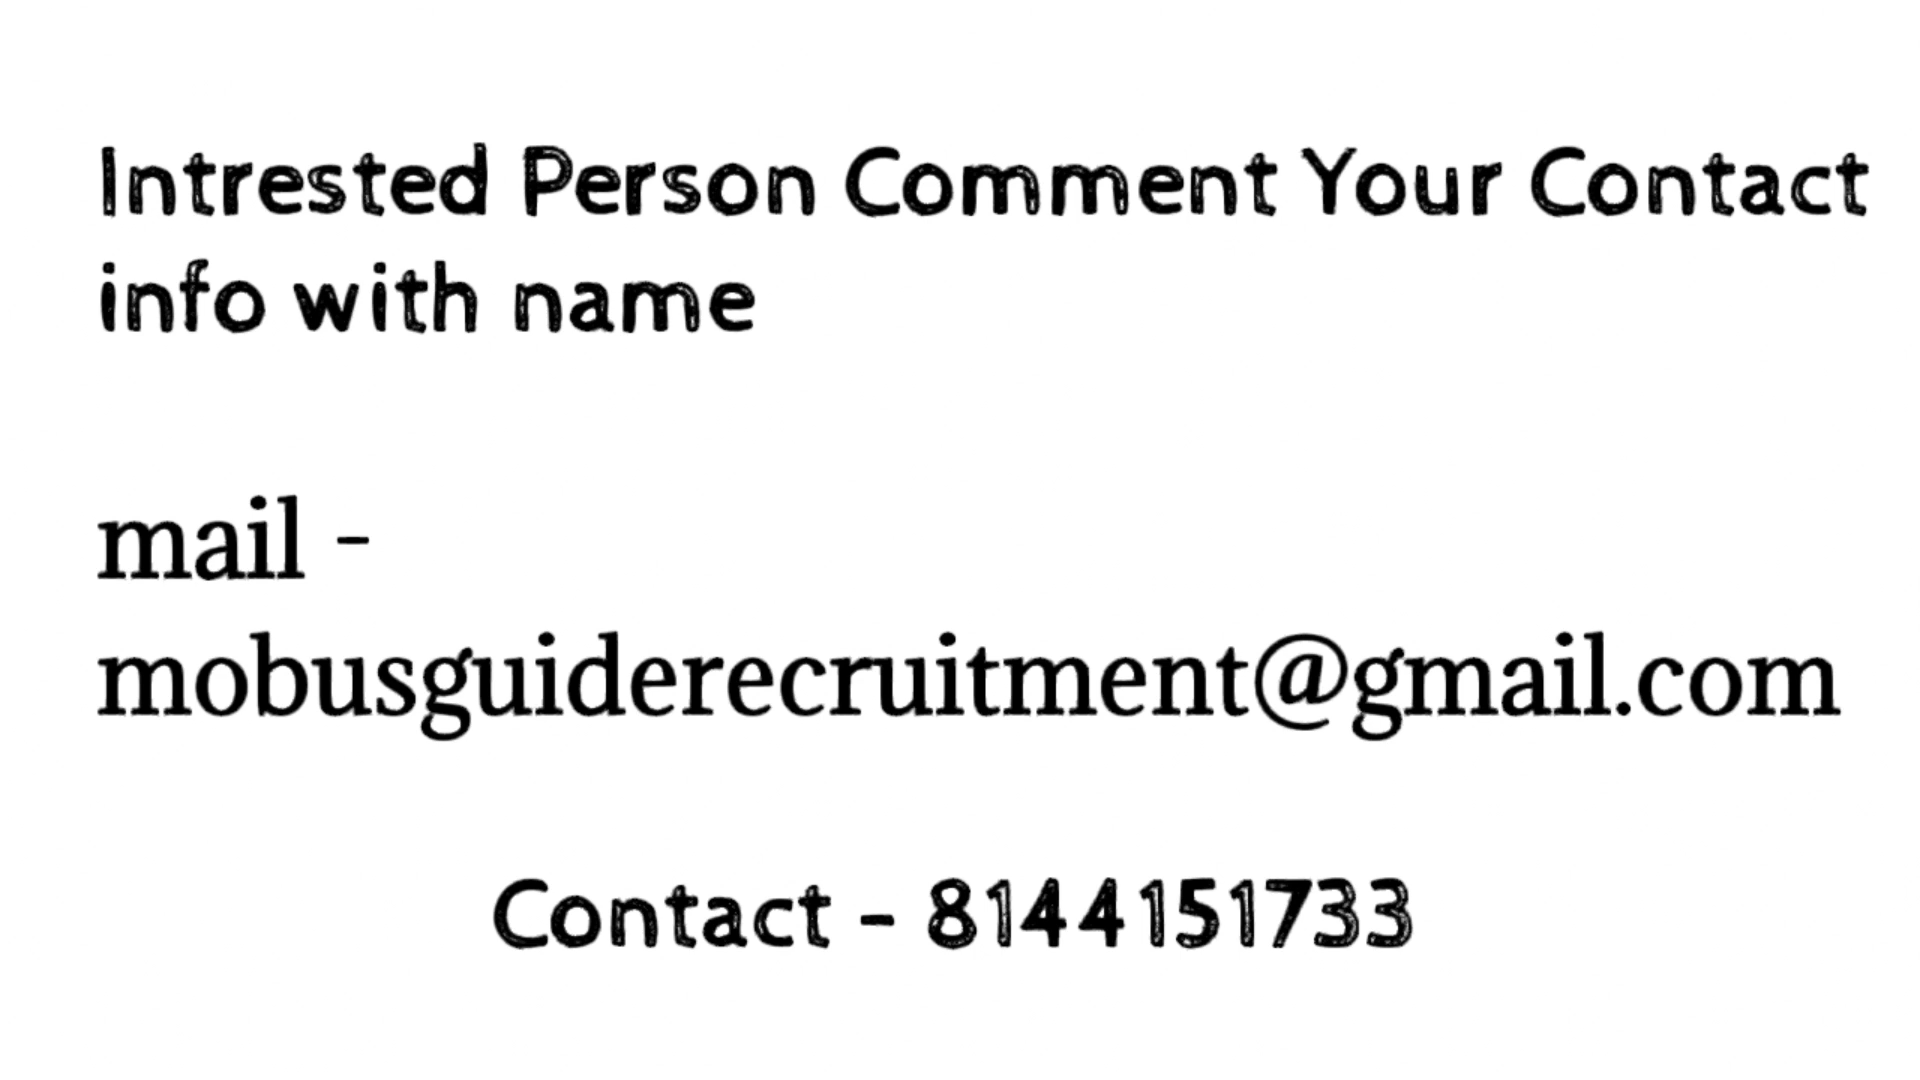 Intrested Person Comment Your Contact
info with name
mail -
mobusguiderecruitment@gmail.com
Contact - 8144151733